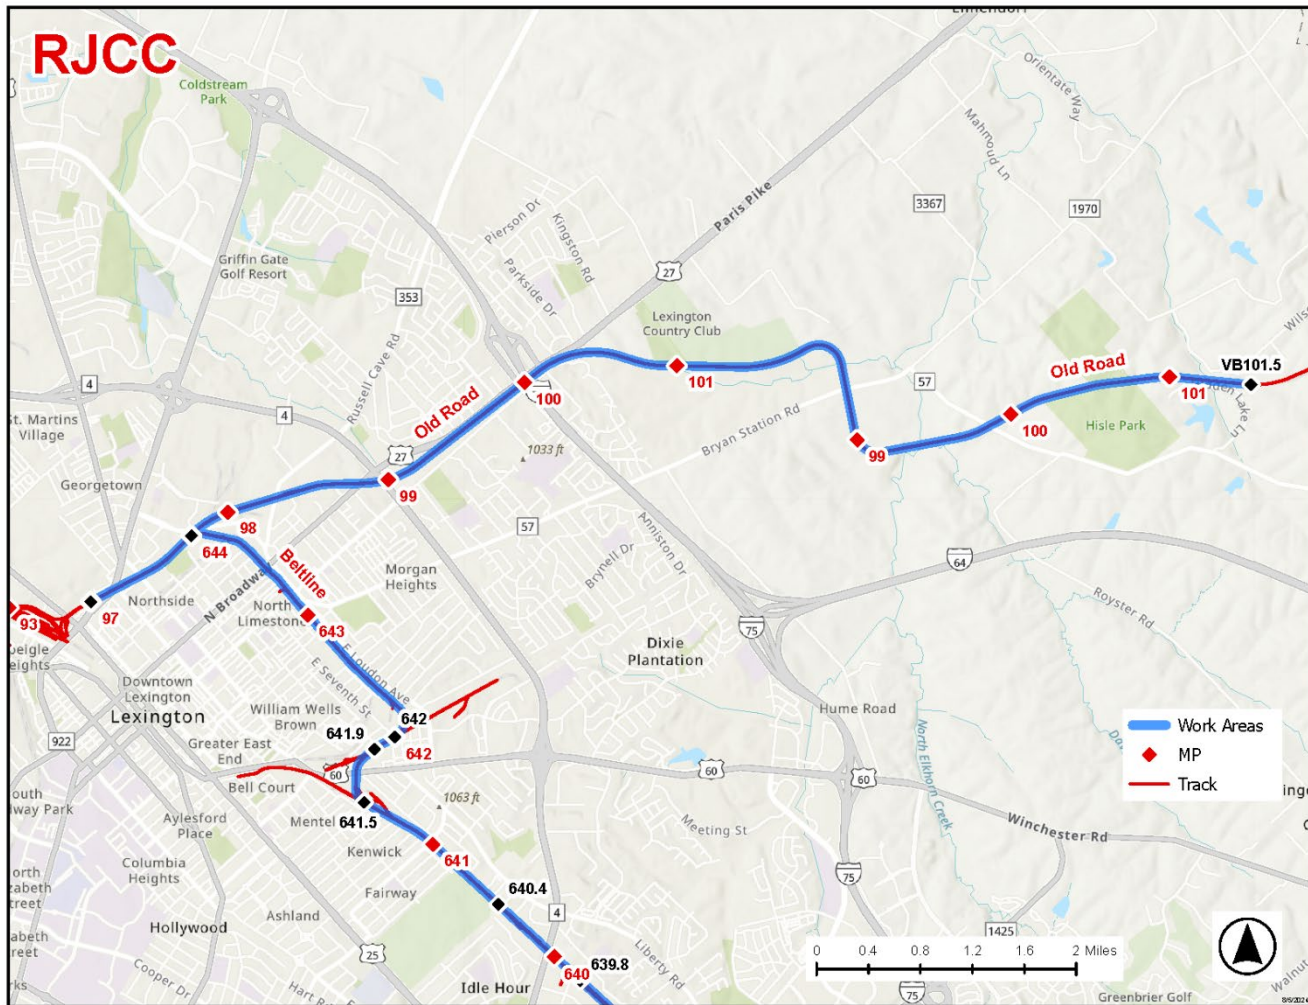 RJCC
Coldstream
Park
Orientate Way
Mahmoud Ln
3367
1970
Paris Pike
Pierson Dr
Kingston Rd
Parkside Dr
Griffin Gate
Golf Resort
27
353
Lexington
Country Club
Russell Cave Rd
4
4
St. Martins
Village
Old Road
100
101
57
Old Road
VB101.5
101
Hisle Park
100
Bryan Station Rd
99
27
1033 ft
Georgetown
99
98
57
644
Anniston Dr
Brynell Dr
64
Beltline
Morgan
Heights
Northside
N Broadway
North
Limestone
97
93
643
Royster Rd
75
E Loudon Ave
E Seventh St
Dixie
Plantation
Downtown
Lexington
Lexington
William Wells
Brown
642
Hume Road
North Elkhorn Creek
922
641.9
642
Greater East
End
60
60
60
Bell Court
Work Areas
MP
Track
1063 ft
641.5
Mentel
Aylesford
Place
Meeting St
Winchester Rd
Kenwick
641
Columbia
Heights
75
Fairway
640.4
Ashland
4
Hollywood
25
Liberty Rd
1425
0 0.4 0.8 1.2 1.6 2 Miles
Cooper Dr
640
639.8
Idle Hour
75
Greenbrier Golf